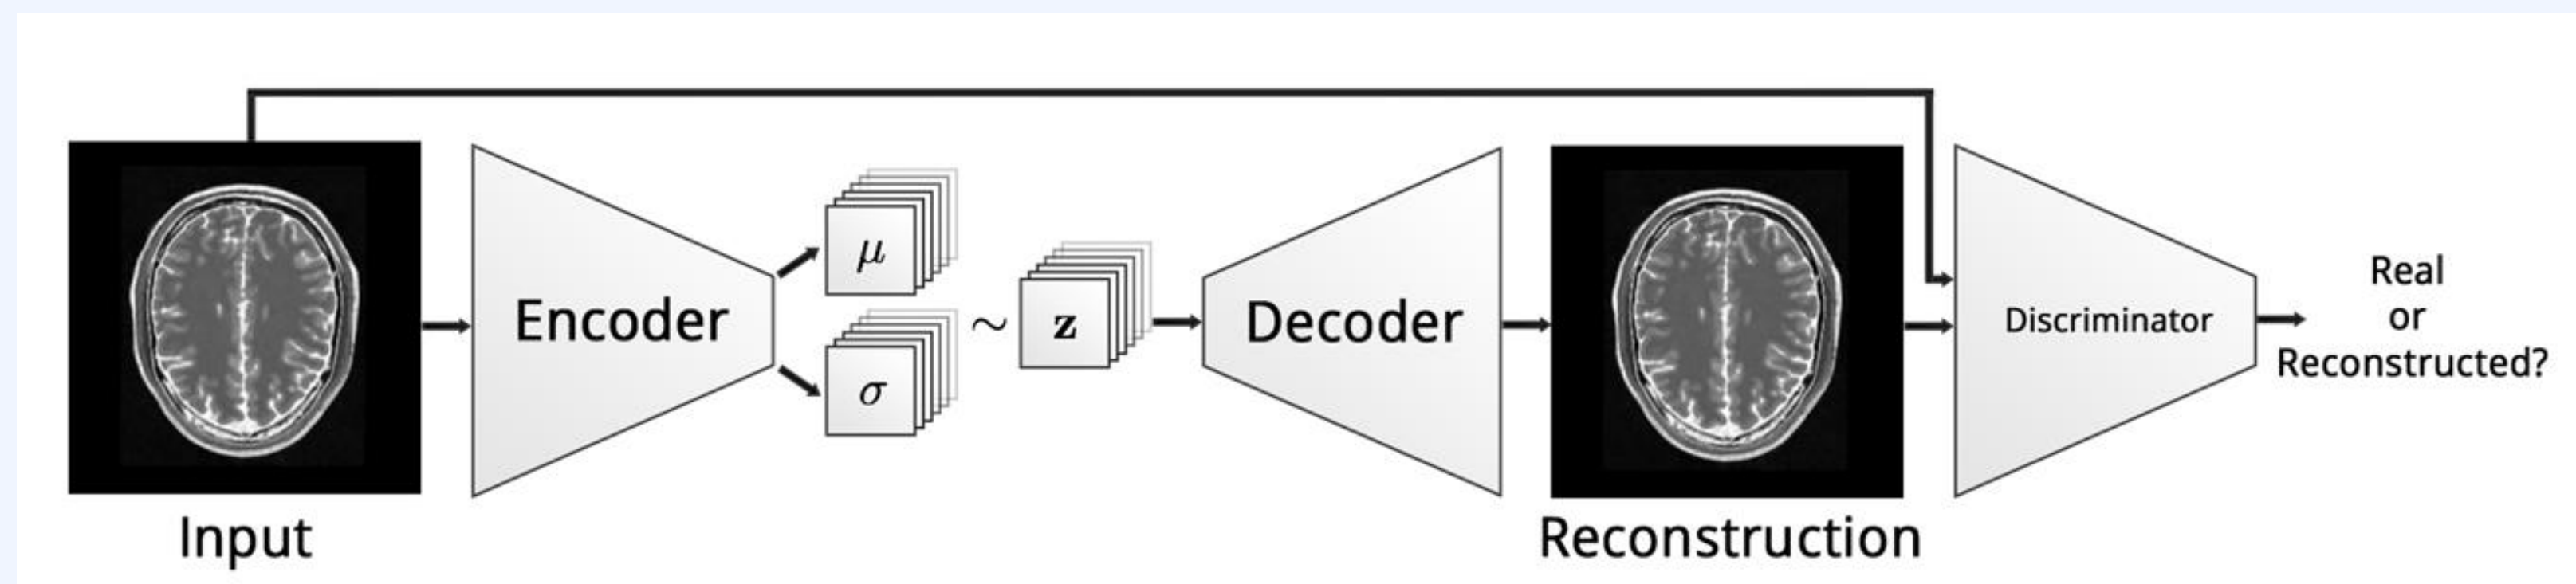 Input
Encoder
μ
σ
~
z
Decoder
Reconstruction
Discriminator
Real
or
Reconstructed?